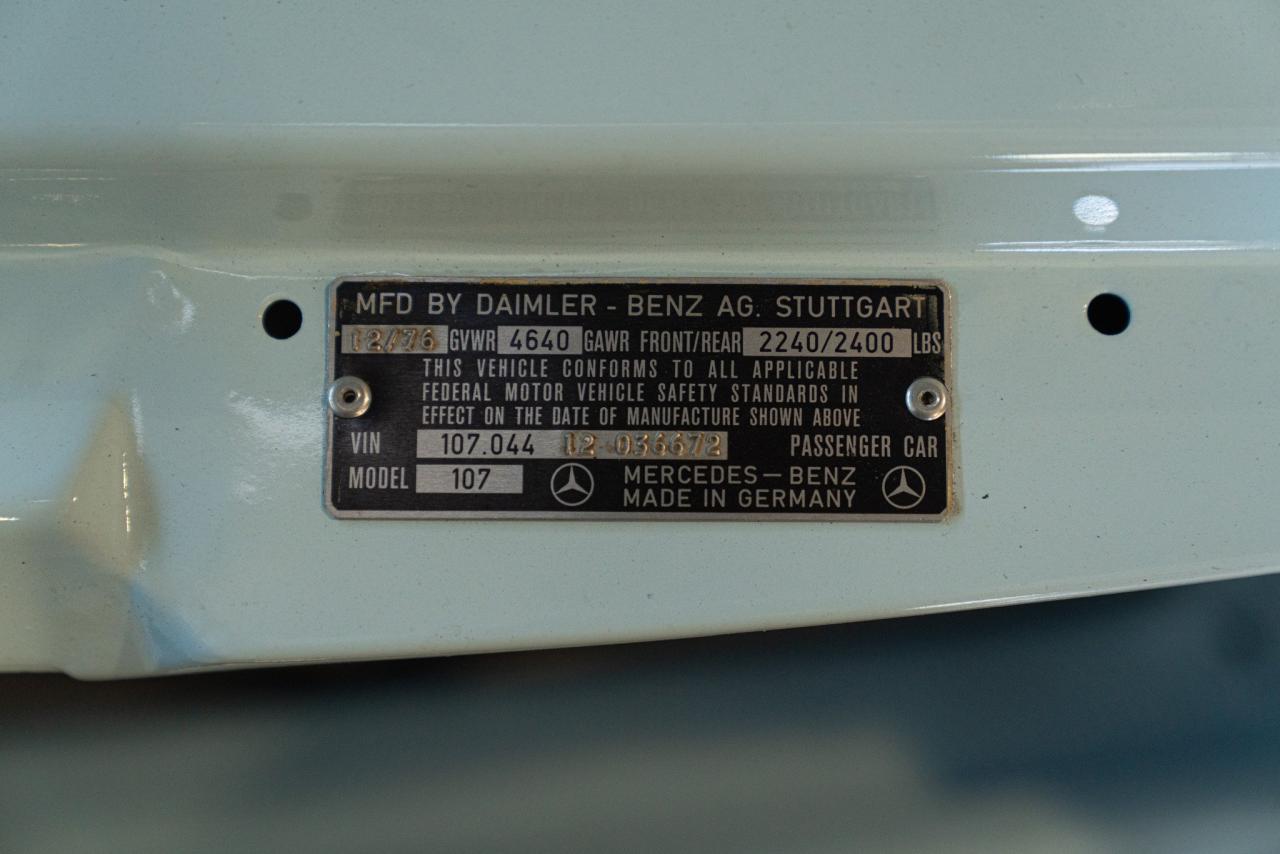 MFD BY DAIMLER - BENZ AG. STUTTGART
12/76 GVWR 4640 GAWR FRONT/REAR 2240/2400 LBS
THIS VEHICLE CONFORMS TO ALL APPLICABLE
FEDERAL MOTOR VEHICLE SAFETY STANDARDS IN
EFFECT ON THE DATE OF MANUFACTURE SHOWN ABOVE
VIN 107.044 12-036672 PASSENGER CAR
MODEL 107 MERCEDES-BENZ
MADE IN GERMANY